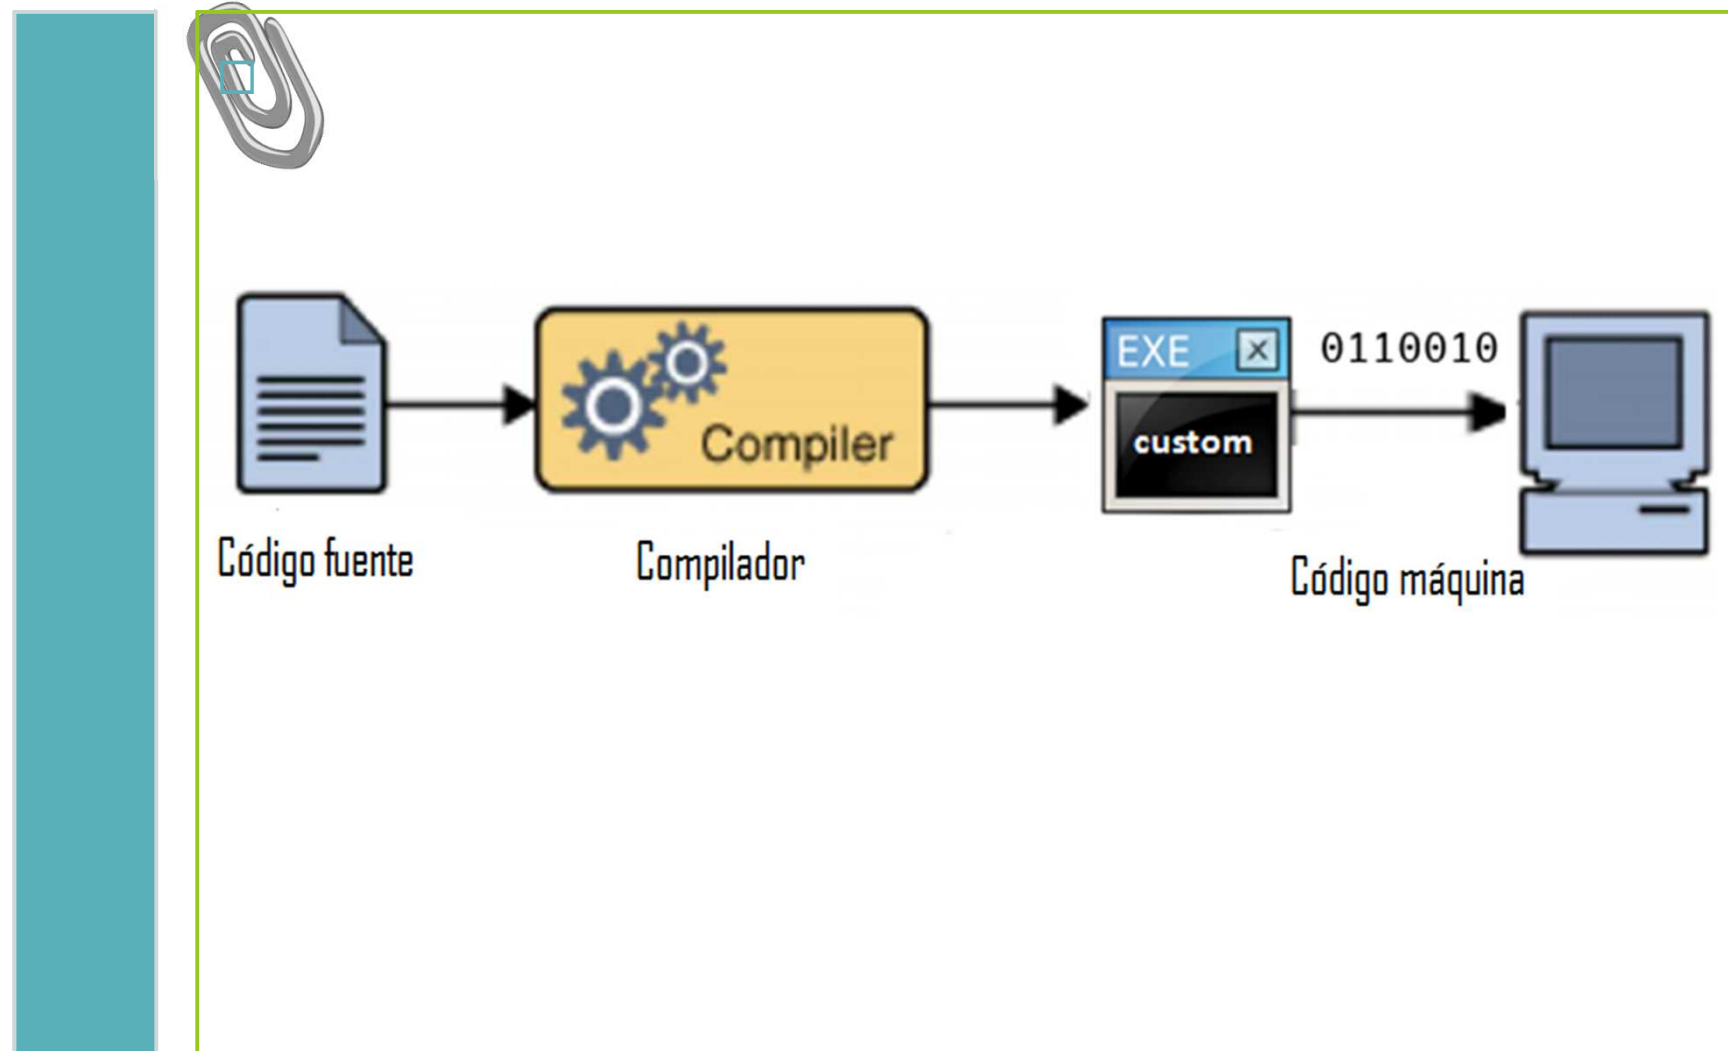 EXE
0110010
custom
Compiler
Código fuente
Compilador
Código máquina